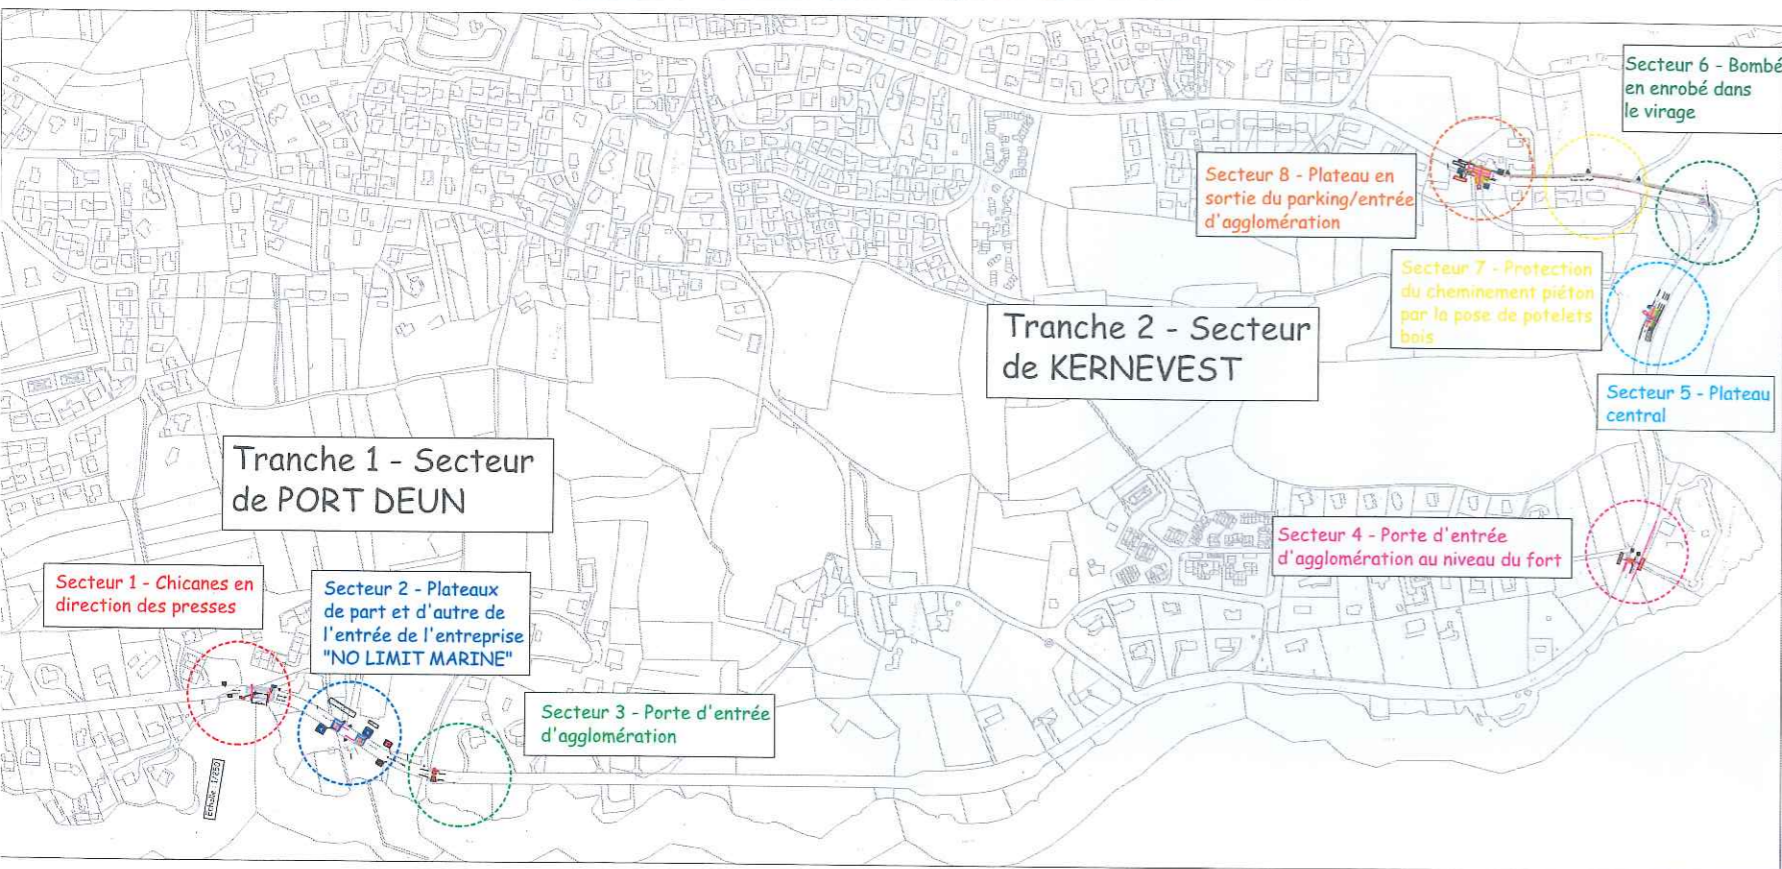 Secteur 6 - Bombé
en enrobé dans
le virage
Secteur 8 - Plateau en
sortie du parking/entrée
d'agglomération
Secteur 7 - Protection
du cheminement piéton
par la pose de potelets
bois
Tranche 2 - Secteur
de KERNEVEST
Secteur 5 - Plateau
central
Tranche 1 - Secteur
de PORT DEUN
Secteur 4 - Porte d'entrée
d'agglomération au niveau du fort
Secteur 1 - Chicanes en
direction des presses
Secteur 2 - Plateaux
de part et d'autre de
l'entrée de l'entreprise
"NO LIMIT MARINE"
Secteur 3 - Porte d'entrée
d'agglomération
Echelle : 1/250